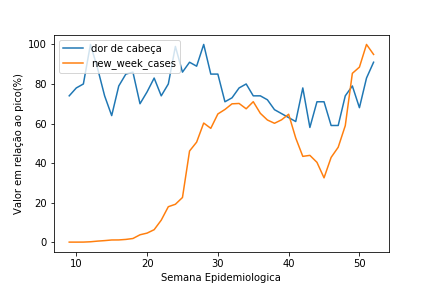 dor de cabeça
new_week_cases
Valor em relação ao pico(%)
100
80
60
40
20
0
10
20
30
40
50
Semana Epidemiologica